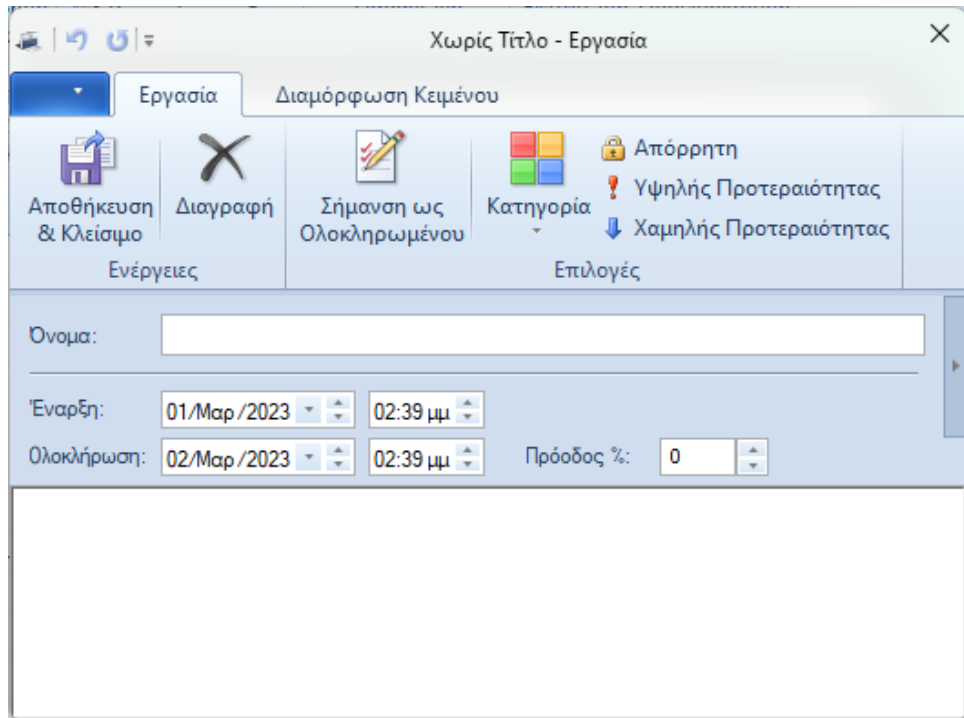 Χωρίς Τίτλο - Εργασία
Εργασία
Διαμόρφωση Κειμένου
Αποθήκευση
& Κλείσιμο
Διαγραφή
Σήμανση ως
Ολοκληρωμένου
Κατηγορία
Απόρρητη
Υψηλής Προτεραιότητας
Χαμηλής Προτεραιότητας
Ενέργειες
Επιλογές
Όνομα:
Έναρξη:
01/Μαρ/2023
02:39 μμ
Ολοκλήρωση:
02/Μαρ/2023
02:39 μμ
Πρόοδος %:
0